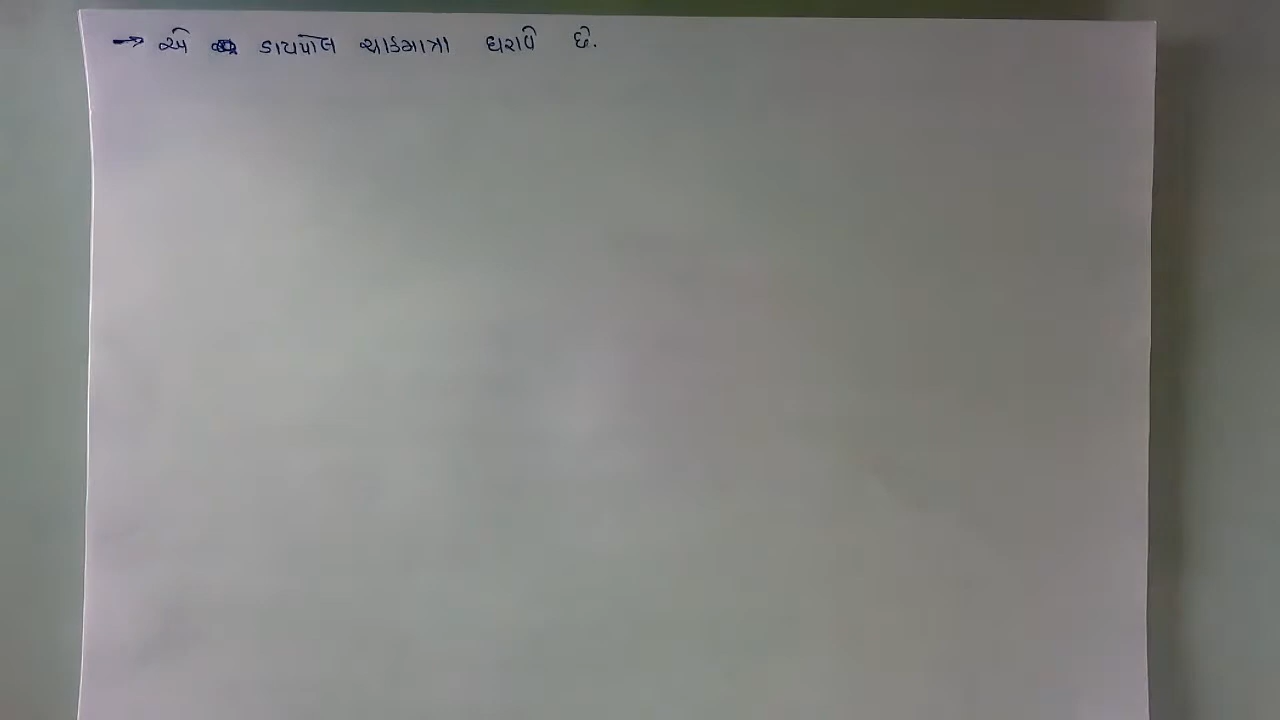 → એ ડાયપોલ ચાકમાત્રા ધરાવે છે.